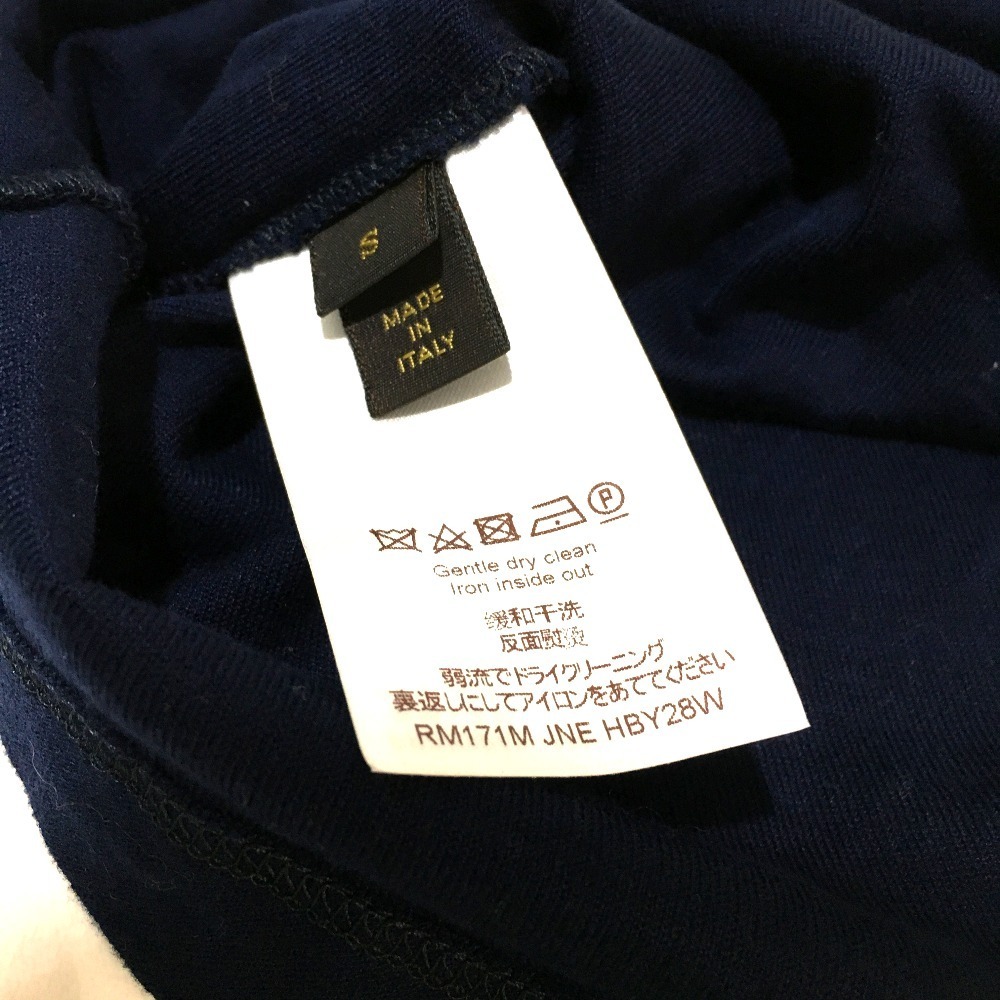 S
MADE
IN
ITALY
P
Gentle dry clean
Iron inside out
缓和干洗
反面熨烫
弱流でドライクリーニング
裏返しにしてアイロンをあててください
RM171M JNE HBY28W